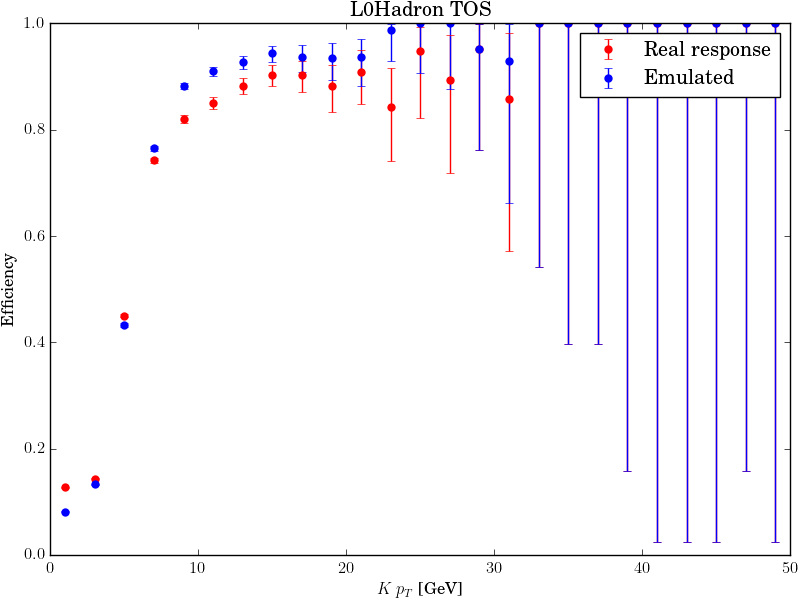 L0Hadron TOS
1.0
0.8
0.6
0.4
0.2
0.0
Efficiency
Real response
Emulated
0 10 20 30 40 50
K p_T [GeV]